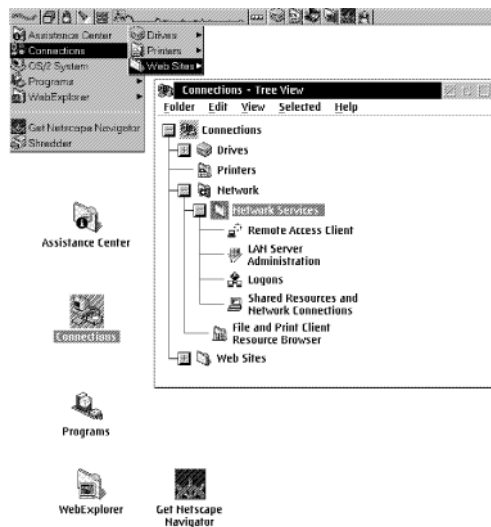 Assistance Center
Connections
OS/2 System
Programs
WebExplorer
Get Netscape Navigator
Shredder
Drives
Printers
Web Sites
Connections - Tree View
Folder Edit View Selected Help
Connections
Drives
Printers
Network
Network Services
Remote Access Client
LAN Server
Administration
Logons
Shared Resources and
Network Connections
File and Print Client
Resource Browser
Web Sites
Assistance Center
Connections
Programs
WebExplorer
Get Netscape
Navigator